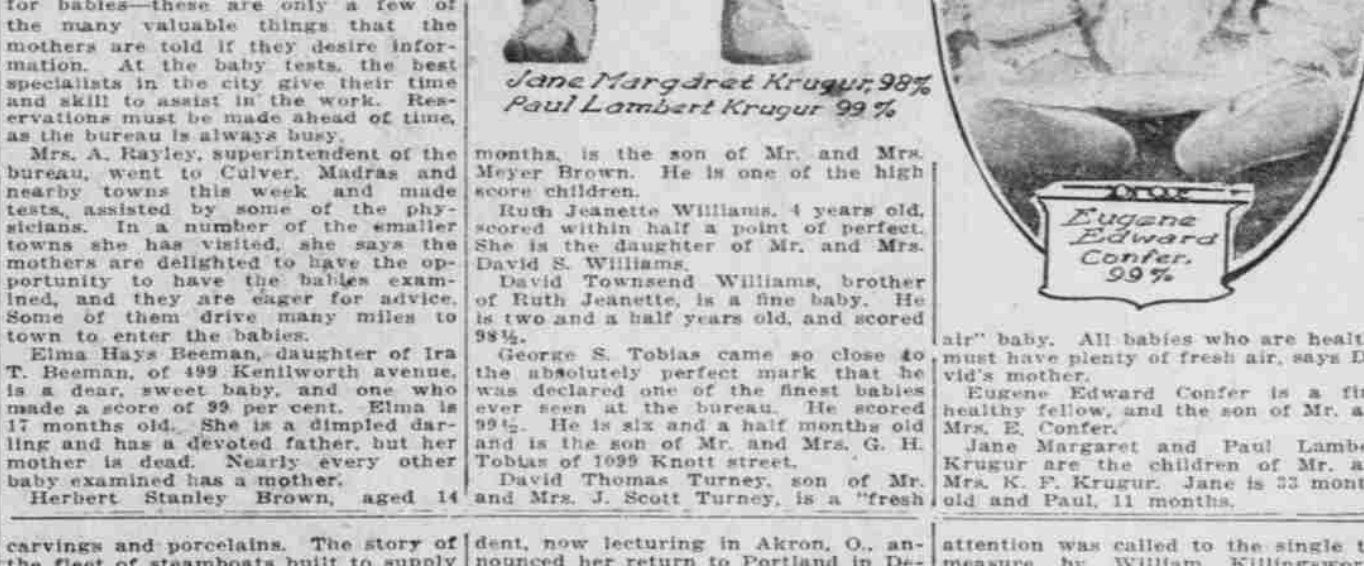 for babies—these are only a few of
the many valuable things that the
mothers are told if they desire infor-
mation. At the baby tests, the best
specialists in the city give their time
and skill to assist in the work. Res-
ervations must be made ahead of time,
as the bureau is always busy.
Mrs. A. Rayley, superintendent of the
bureau, went to Culver, Madras and
nearby towns this week and made
tests, assisted by some of the phy-
sicians. In a number of the smaller
towns she has visited, she says the
mothers are delighted to have the op-
portunity to have the babies exam-
ined, and they are eager for advice.
Some of them drive many miles to
town to enter the babies.
Elma Hays Beeman, daughter of Ira
T. Beeman, of 499 Kenilworth avenue,
is a dear, sweet baby, and one who
made a score of 99 per cent. Elma is
17 months old. She is a dimpled dar-
ling and has a devoted father, but her
mother is dead. Nearly every other
baby examined has a mother.
Herbert Stanley Brown, aged 14
Jane Margaret Krugur, 98%
Paul Lambert Krugur 99%
months, is the son of Mr. and Mrs.
Meyer Brown. He is one of the high
score children.
Ruth Jeanette Williams, 4 years old,
scored within half a point of perfect.
She is the daughter of Mr. and Mrs.
David S. Williams.
David Townsend Williams, brother
of Ruth Jeanette, is a fine baby. He
is two and a half years old, and scored
98½.
George S. Tobias came so close to
the absolutely perfect mark that he
was declared one of the finest babies
ever seen at the bureau. He scored
99½. He is six and a half months old
and is the son of Mr. and Mrs. G. H.
Tobias of 1099 Knott street.
David Thomas Turney, son of Mr.
and Mrs. J. Scott Turney, is a "fresh
Eugene
Edward
Confer.
99%
air" baby. All babies who are healt
must have plenty of fresh air, says D
vid's mother.
Eugene Edward Confer is a fi
healthy fellow, and the son of Mr. a
Mrs. E. Confer.
Jane Margaret and Paul Lambe
Krugur are the children of Mr. a
Mrs. K. F. Krugur. Jane is 33 mont
old and Paul, 11 months.
carvings and porcelains. The story of
the fleet of steamboats built to supply
dent, now lecturing in Akron, O., an-
nounced her return to Portland in De-
attention was called to the single t
measure by William Killingswor